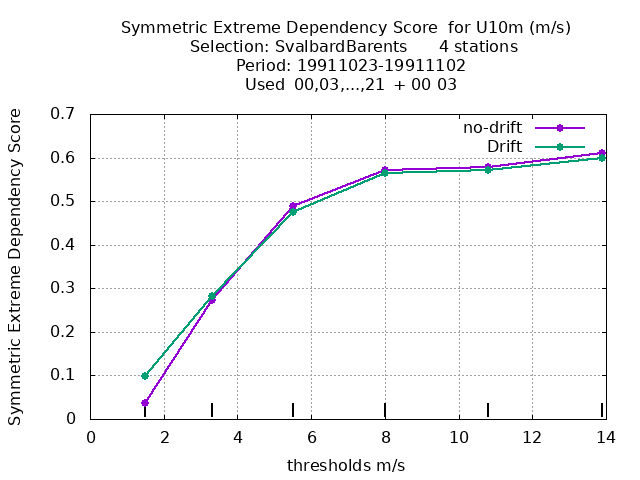 Symmetric Extreme Dependency Score  for U10m (m/s)
Selection: SvalbardBarents      4 stations
Period: 19911023-19911102
Used  00,03,...,21  + 00 03
Symmetric Extreme Dependency Score
0.7
0.6
0.5
0.4
0.3
0.2
0.1
0
no-drift
Drift
0 2 4 6 8 10 12 14
thresholds m/s